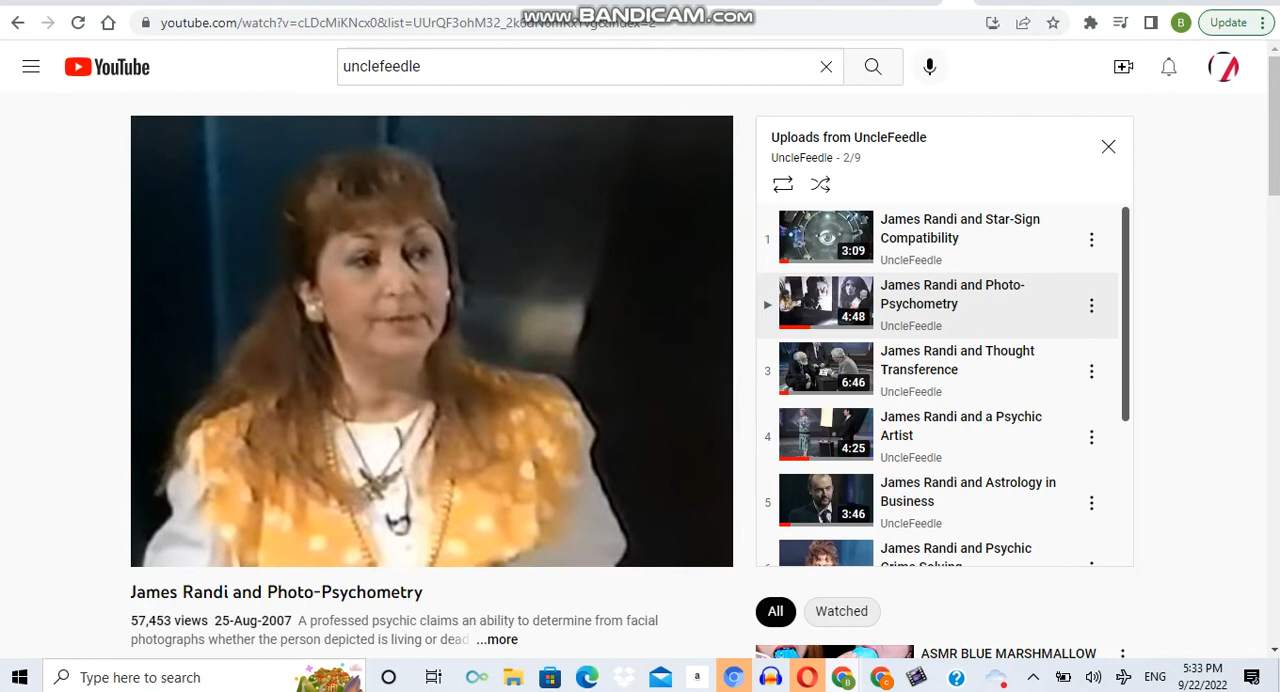 www.BANDICAM.com
youtube.com/watch?v=cLDcMiKNcx0&list=
Update
YouTube
unclefeedle
Uploads from UncleFeedle
UncleFeedle - 2/9
1
3:09
James Randi and Star-Sign
Compatibility
UncleFeedle
4:48
James Randi and Photo-
Psychometry
UncleFeedle
3
6:46
James Randi and Thought
Transference
UncleFeedle
4
4:25
James Randi and a Psychic
Artist
UncleFeedle
5
3:46
James Randi and Astrology in
Business
UncleFeedle
James Randi and Psychic
Crime Solving
James Randi and Photo-Psychometry
57,453 views 25-Aug-2007 A professed psychic claims an ability to determine from facial
photographs whether the person depicted is living or dead ...more
All
Watched
ASMR BLUE MARSHMALLOW
Type here to search
ENG
5:33 PM
9/22/2022